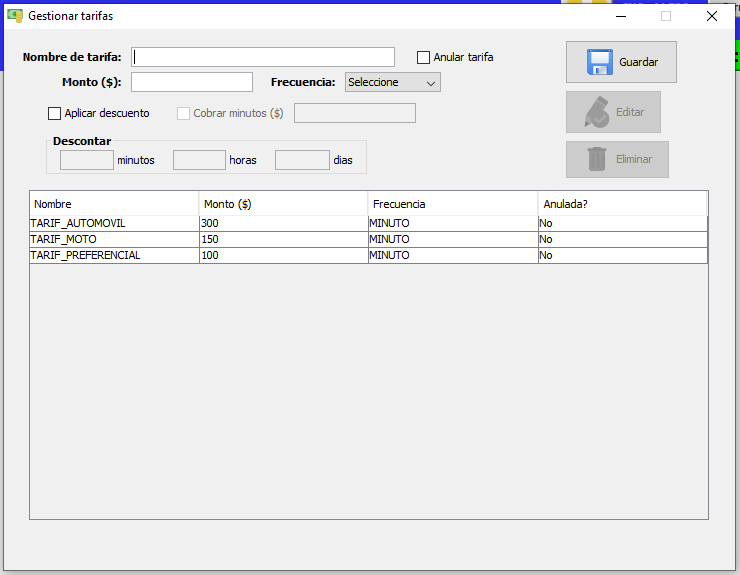 Gestionar tarifas
Nombre de tarifa: Anular tarifa Guardar
Monto ($): Frecuencia: Seleccione
Aplicar descuento Cobrar minutos ($) Editar
Descontar
minutos horas dias Eliminar
Nombre Monto ($) Frecuencia Anulada?
TARIF_AUTOMOVIL 300 MINUTO No
TARIF_MOTO 150 MINUTO No
TARIF_PREFERENCIAL 100 MINUTO No